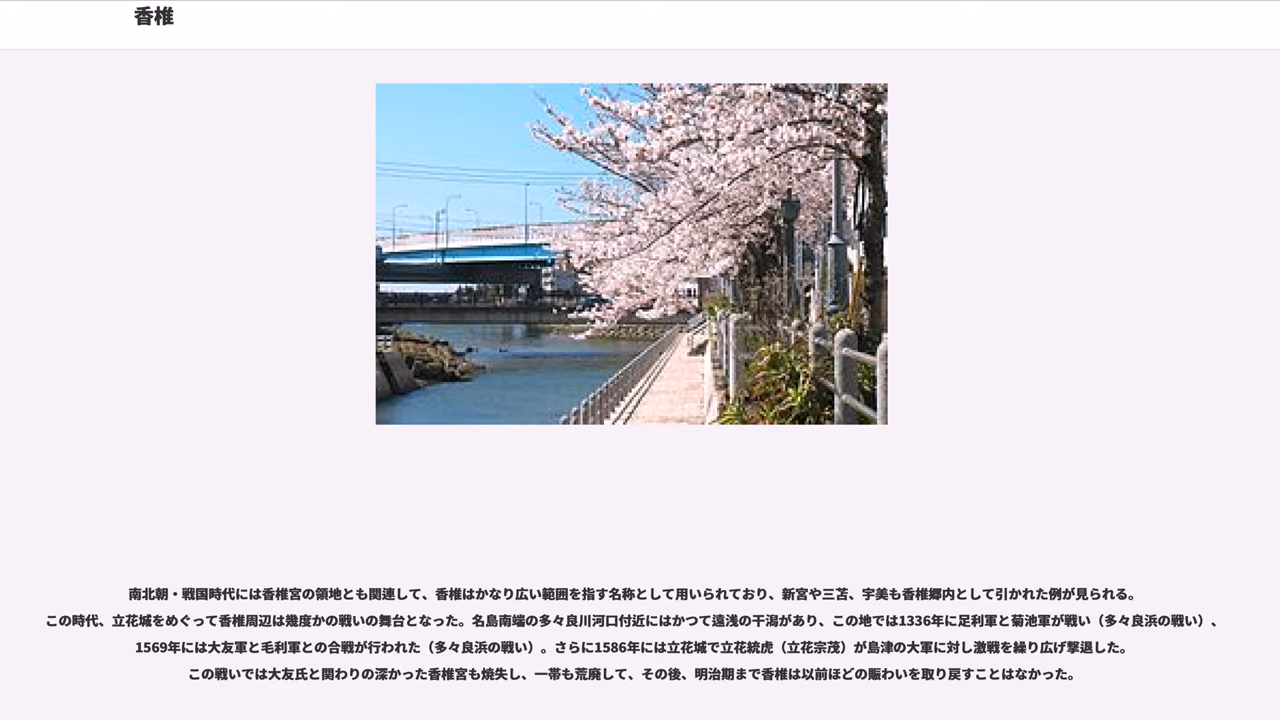 香椎
南北朝・戦国時代には香椎宮の領地とも関連して、香椎はかなり広い範囲を指す名称として用いられており、新宮や三苫、宇美も香椎郷内として引かれた例が見られる。
この時代、立花城をめぐって香椎周辺は幾度かの戦いの舞台となった。名島南端の多々良川河口付近にはかつて遠浅の干潟があり、この地では1336年に足利軍と菊池軍が戦い（多々良浜の戦い）、
1569年には大友軍と毛利軍との合戦が行われた（多々良浜の戦い）。さらに1586年には立花城で立花統虎（立花宗茂）が島津の大軍に対し激戦を繰り広げ撃退した。
この戦いでは大友氏と関わりの深かった香椎宮も焼失し、一帯も荒廃して、その後、明治期まで香椎は以前ほどの賑わいを取り戻すことはなかった。